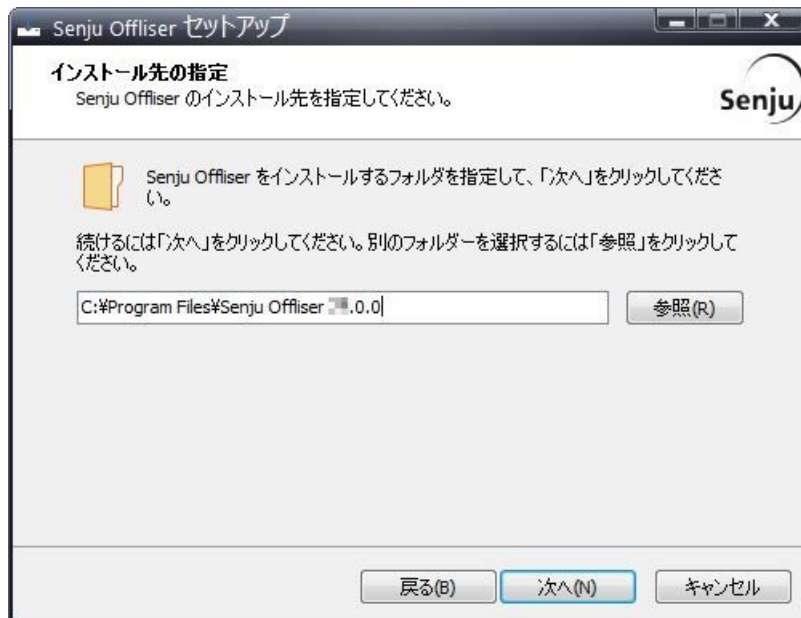 Senju Offliser セットアップ
インストール先の指定
Senju Offliser のインストール先を指定してください。
Senju
Senju Offliser をインストールするフォルダを指定して、「次へ」をクリックしてくださ
い。
続けるには「次へ」をクリックしてください。別のフォルダーを選択するには「参照」をクリックして
ください。
C:¥Program Files¥Senju Offliser .0.0
参照(R)
戻る(B)
次へ(N)
キャンセル